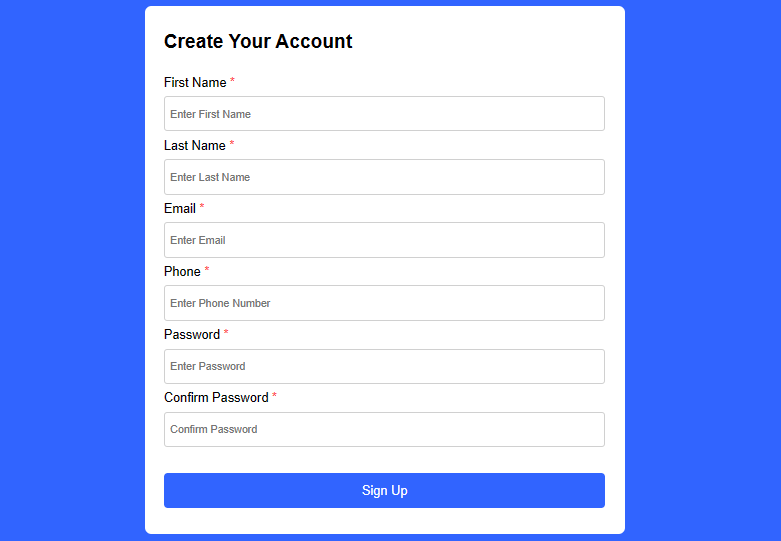 Create Your Account
First Name *
Enter First Name
Last Name *
Enter Last Name
Email *
Enter Email
Phone *
Enter Phone Number
Password *
Enter Password
Confirm Password *
Confirm Password
Sign Up